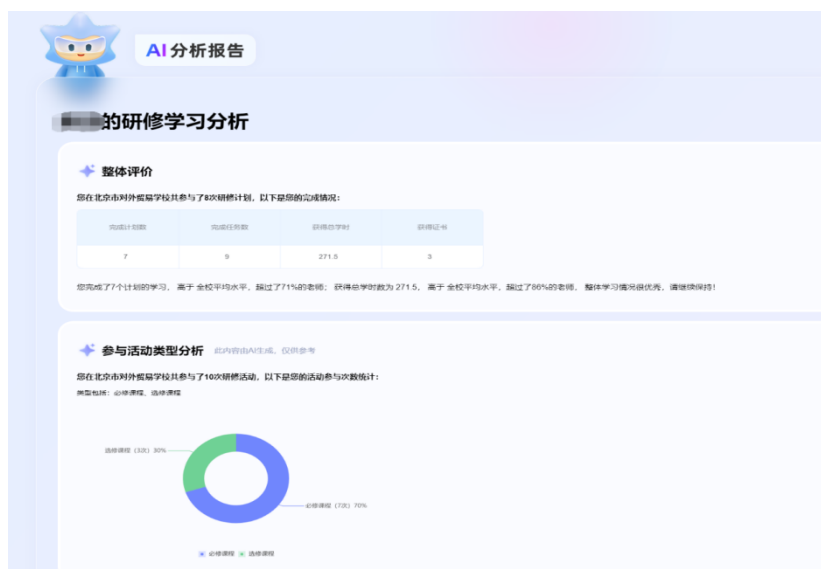 AI分析报告
的研修学习分析
整体评价
您在北京市对外贸易学校共参与了8次研修计划，以下是您的完成情况：
完成计划数 完成任务数 获得总学时 获得证书
7 9 271.5 3
您完成了7个计划的学习， 高于 全校平均水平，超过了71%的老师； 获得总学时数为 271.5， 高于 全校平均水平，超过了86%的老师， 整体学习情况很优秀，请继续保持！
参与活动类型分析 此内容由AI生成，仅供参考
您在北京市对外贸易学校共参与了10次研修活动，以下是您的活动参与次数统计：
类型包括：必修课程、选修课程
选修课程（3次）30%
必修课程（7次）70%
必修课程 选修课程